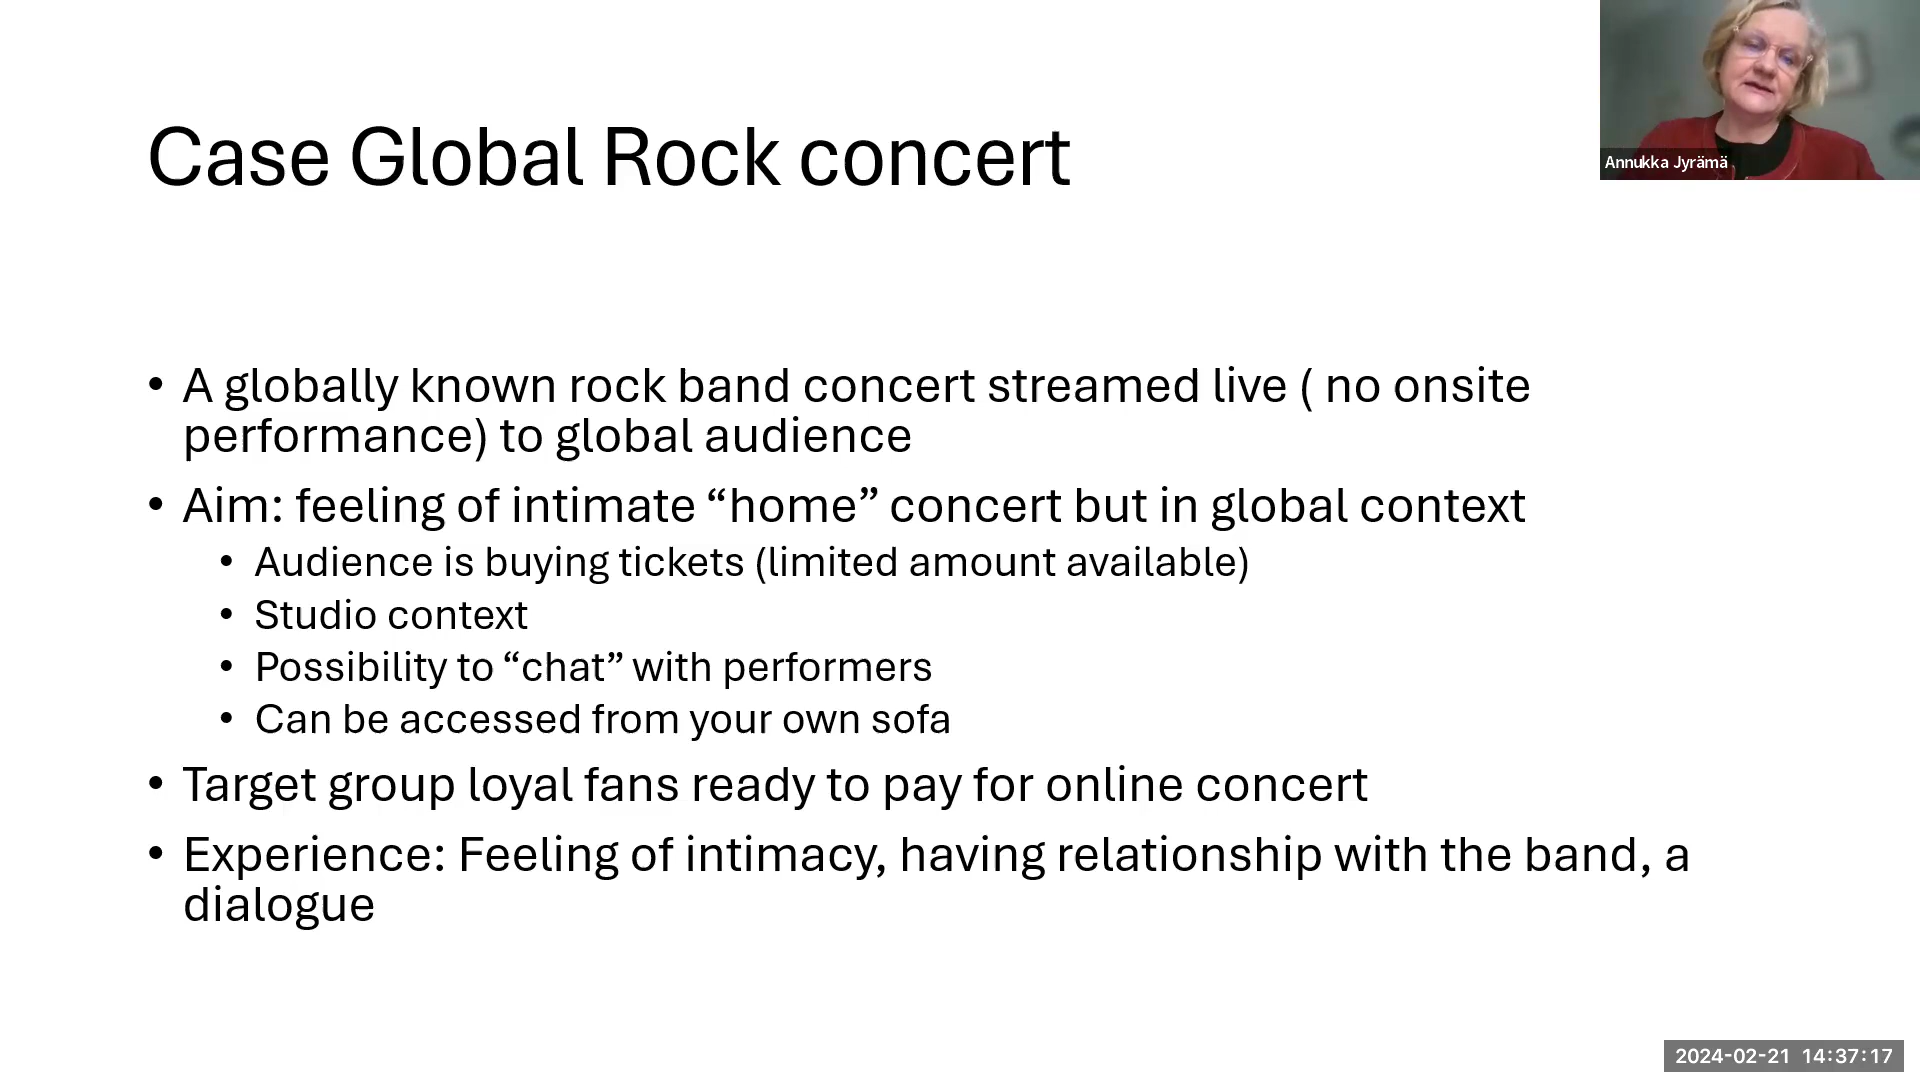 Case Global Rock concert
Annukka Jyrämä
• A globally known rock band concert streamed live ( no onsite
performance) to global audience
• Aim: feeling of intimate “home” concert but in global context
• Audience is buying tickets (limited amount available)
• Studio context
• Possibility to “chat” with performers
• Can be accessed from your own sofa
• Target group loyal fans ready to pay for online concert
• Experience: Feeling of intimacy, having relationship with the band, a
dialogue
2024-02-21 14:37:17